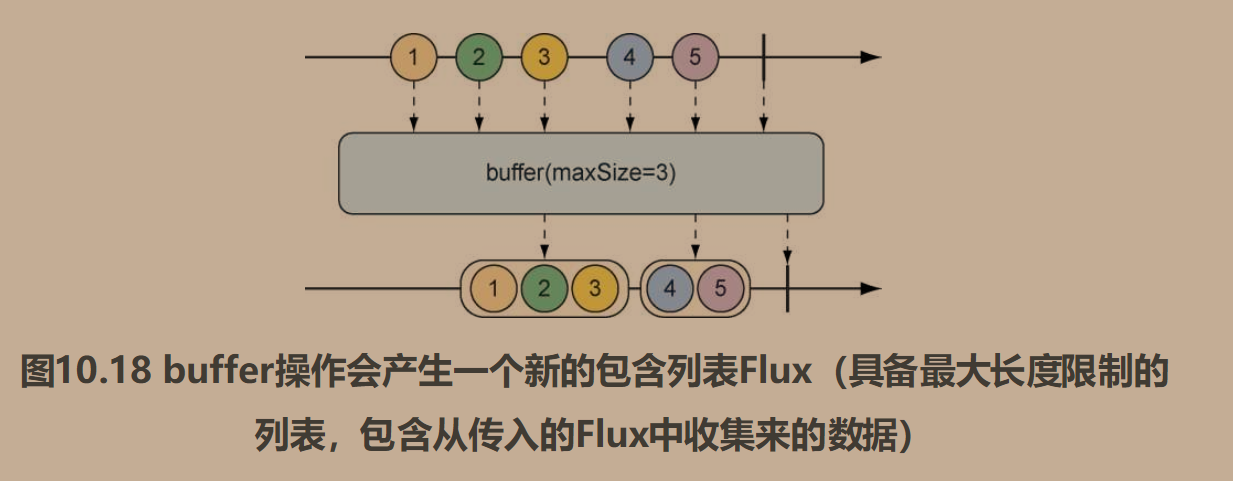 1 2 3 4 5
buffer(maxSize=3)
1 2 3 4 5
图10.18 buffer操作会产生一个新的包含列表Flux（具备最大长度限制的
列表，包含从传入的Flux中收集来的数据）